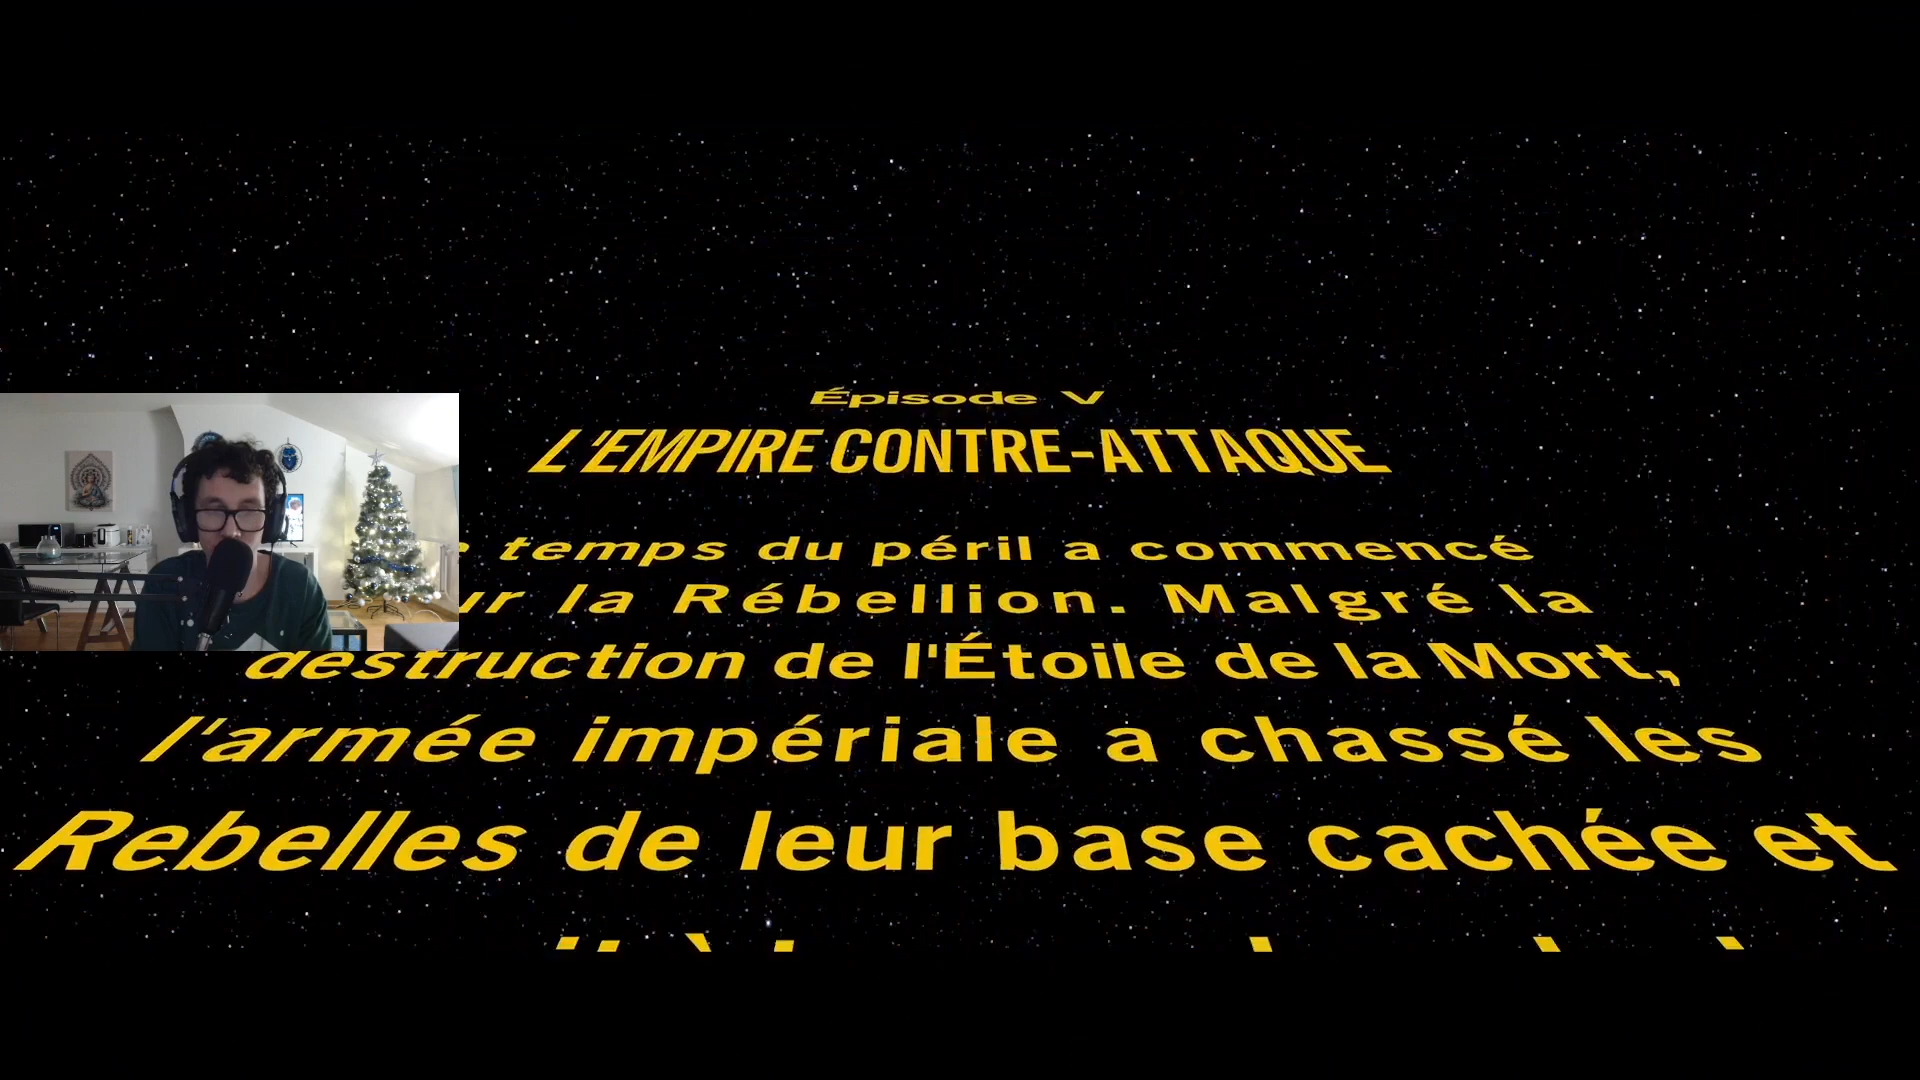 Épisode V
L'EMPIRE CONTRE-ATTAQUE
temps du péril a commencé
la Rébellion. Malgré la
destruction de l'Étoile de la Mort,
l'armée impériale a chassé les
Rebelles de leur base cachée et